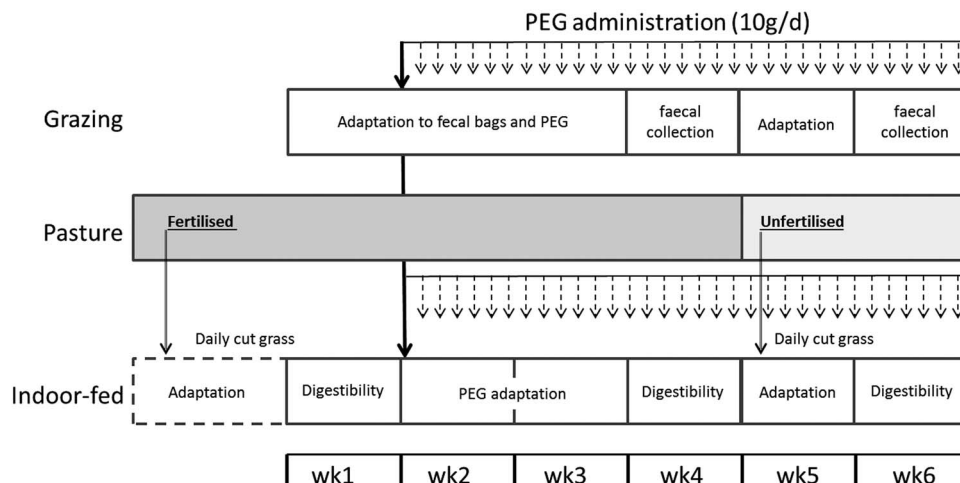 PEG administration (10g/d)
Grazing
Adaptation to fecal bags and PEG
faecal
collection
Adaptation
faecal
collection
Pasture
Fertilised
Unfertilised
Daily cut grass
Daily cut grass
Indoor-fed
Adaptation
Digestibility
PEG adaptation
Digestibility
Adaptation
Digestibility
wk1
wk2
wk3
wk4
wk5
wk6